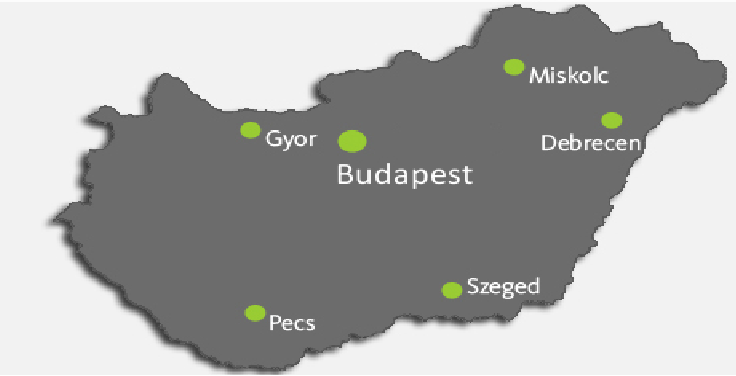 Miskolc
Gyor
Debrecen
Budapest
Szeged
Pecs